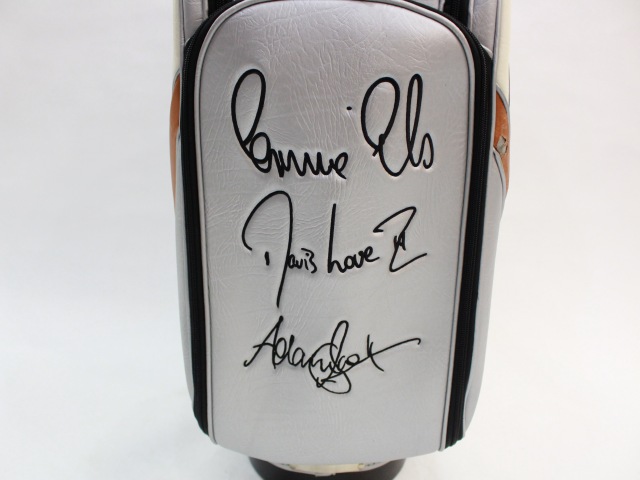 Ernie Els
Davis Love III
Adam Scott